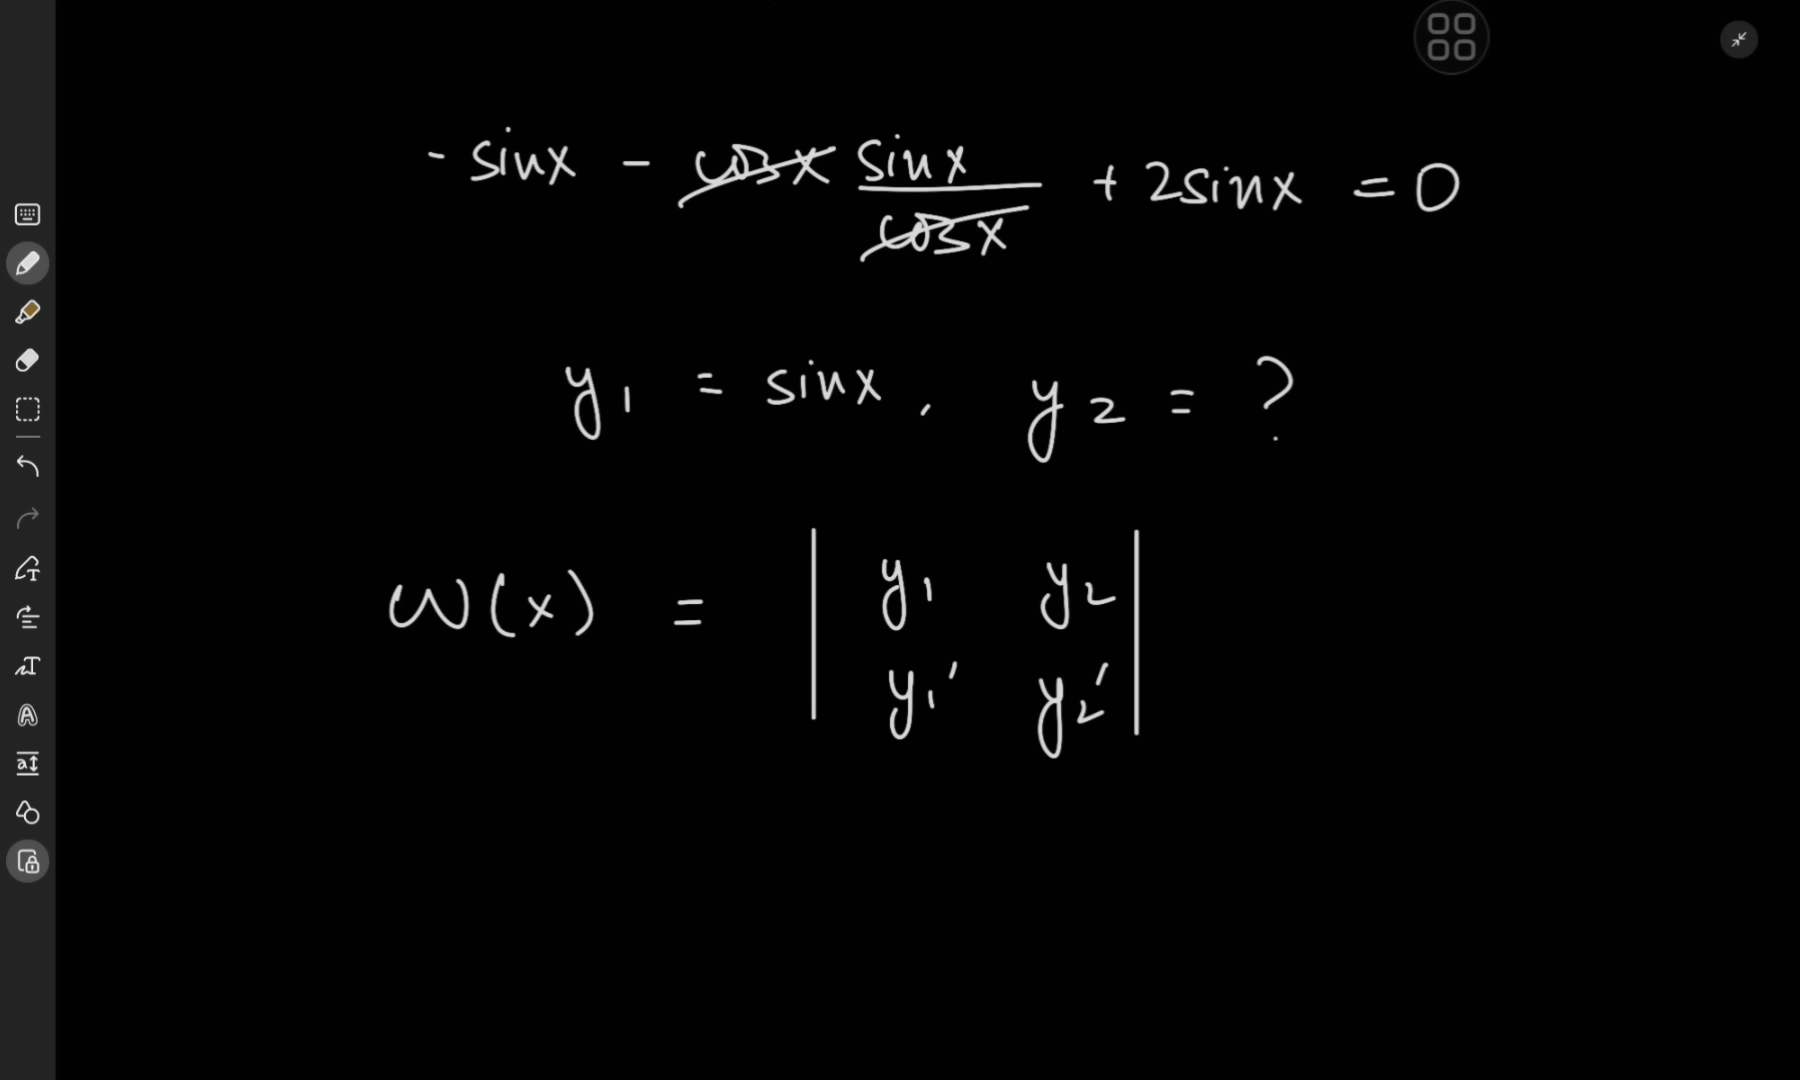 - sinx - cosx sinx/cosx + 2sinx = 0
y1 = sinx, y2 = ?
W(x) = | y1 y2 |
| y1' y2' |